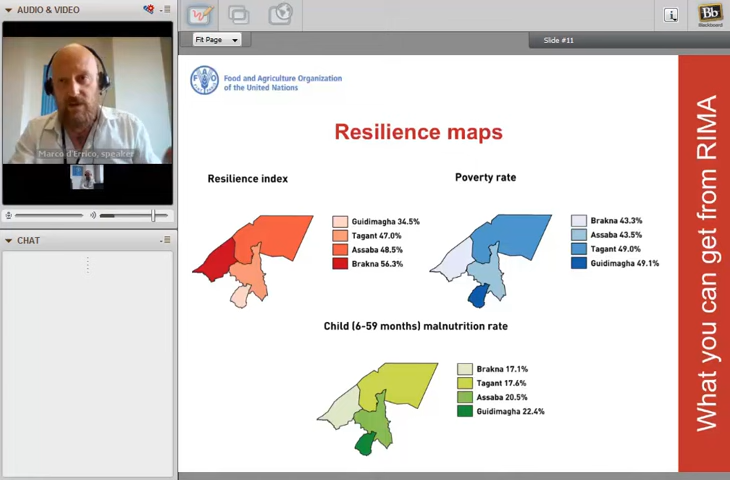 AUDIO & VIDEO
Marco d'Errico, speaker
CHAT
Fit Page
Slide #11
Bb
Blackboard
FAO
Food and Agriculture Organization
of the United Nations
Resilience maps
Resilience index
Guidimagha 34.5%
Tagant 47.0%
Assaba 48.5%
Brakna 56.3%
Poverty rate
Brakna 43.3%
Assaba 43.5%
Tagant 49.0%
Guidimagha 49.1%
Child (6-59 months) malnutrition rate
Brakna 17.1%
Tagant 17.6%
Assaba 20.5%
Guidimagha 22.4%
What you can get from RIMA